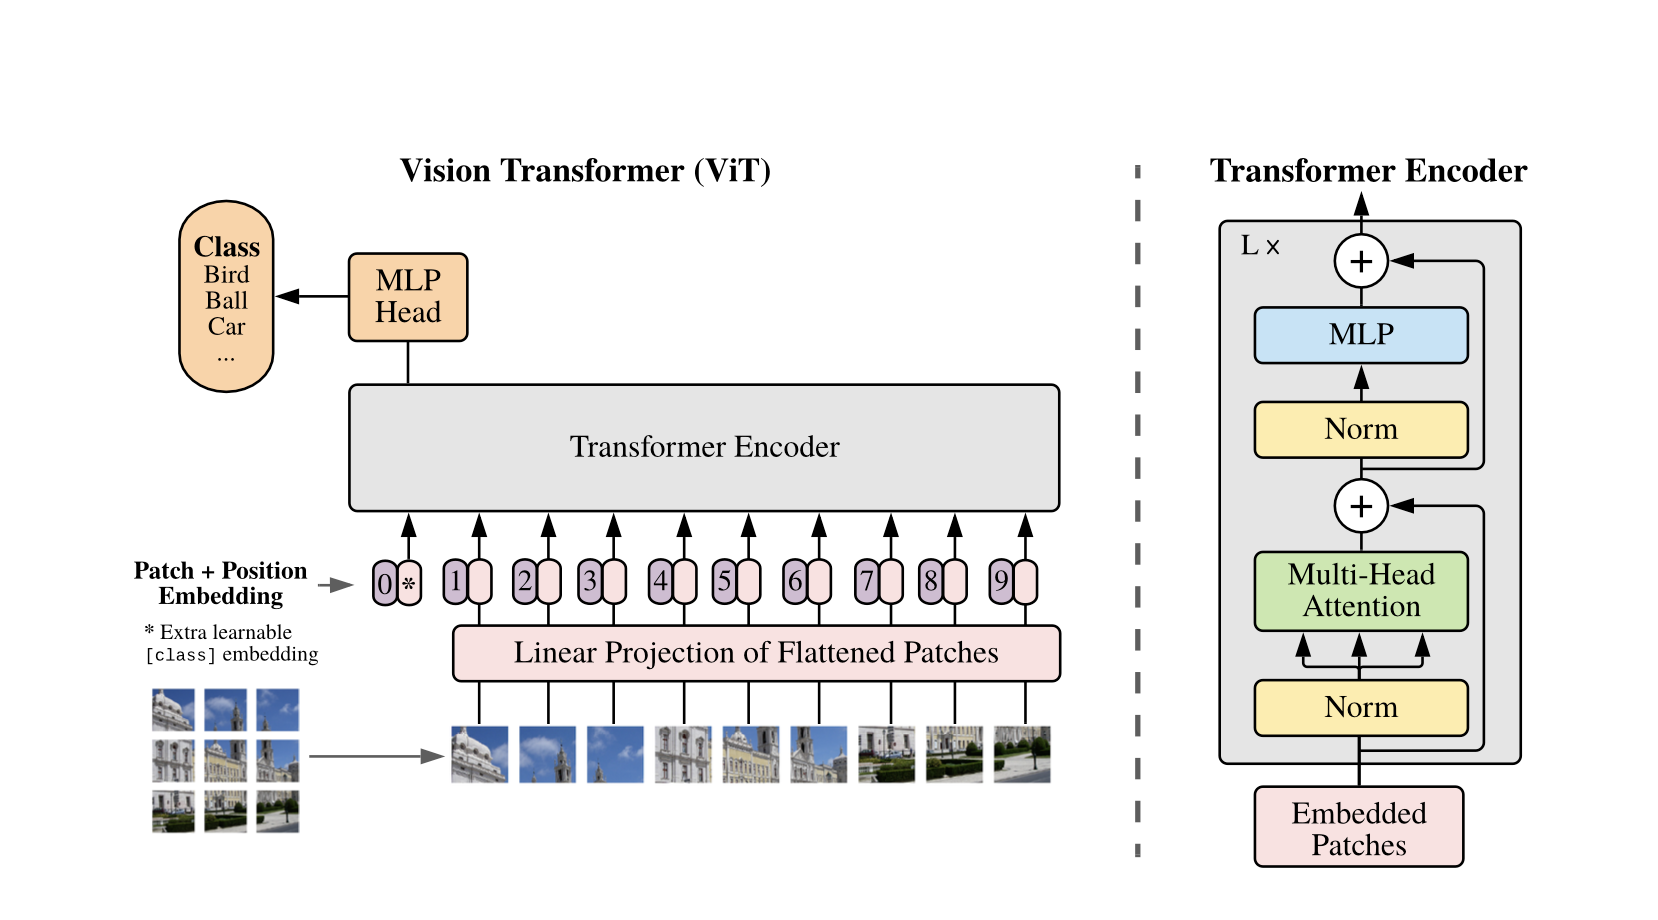 Vision Transformer (ViT)
Class
Bird
Ball
Car
...
MLP
Head
Transformer Encoder
Patch + Position
Embedding
0 * 1 2 3 4 5 6 7 8 9
* Extra learnable
[class] embedding
Linear Projection of Flattened Patches
Transformer Encoder
L ×
+
MLP
Norm
+
Multi-Head
Attention
Norm
Embedded
Patches